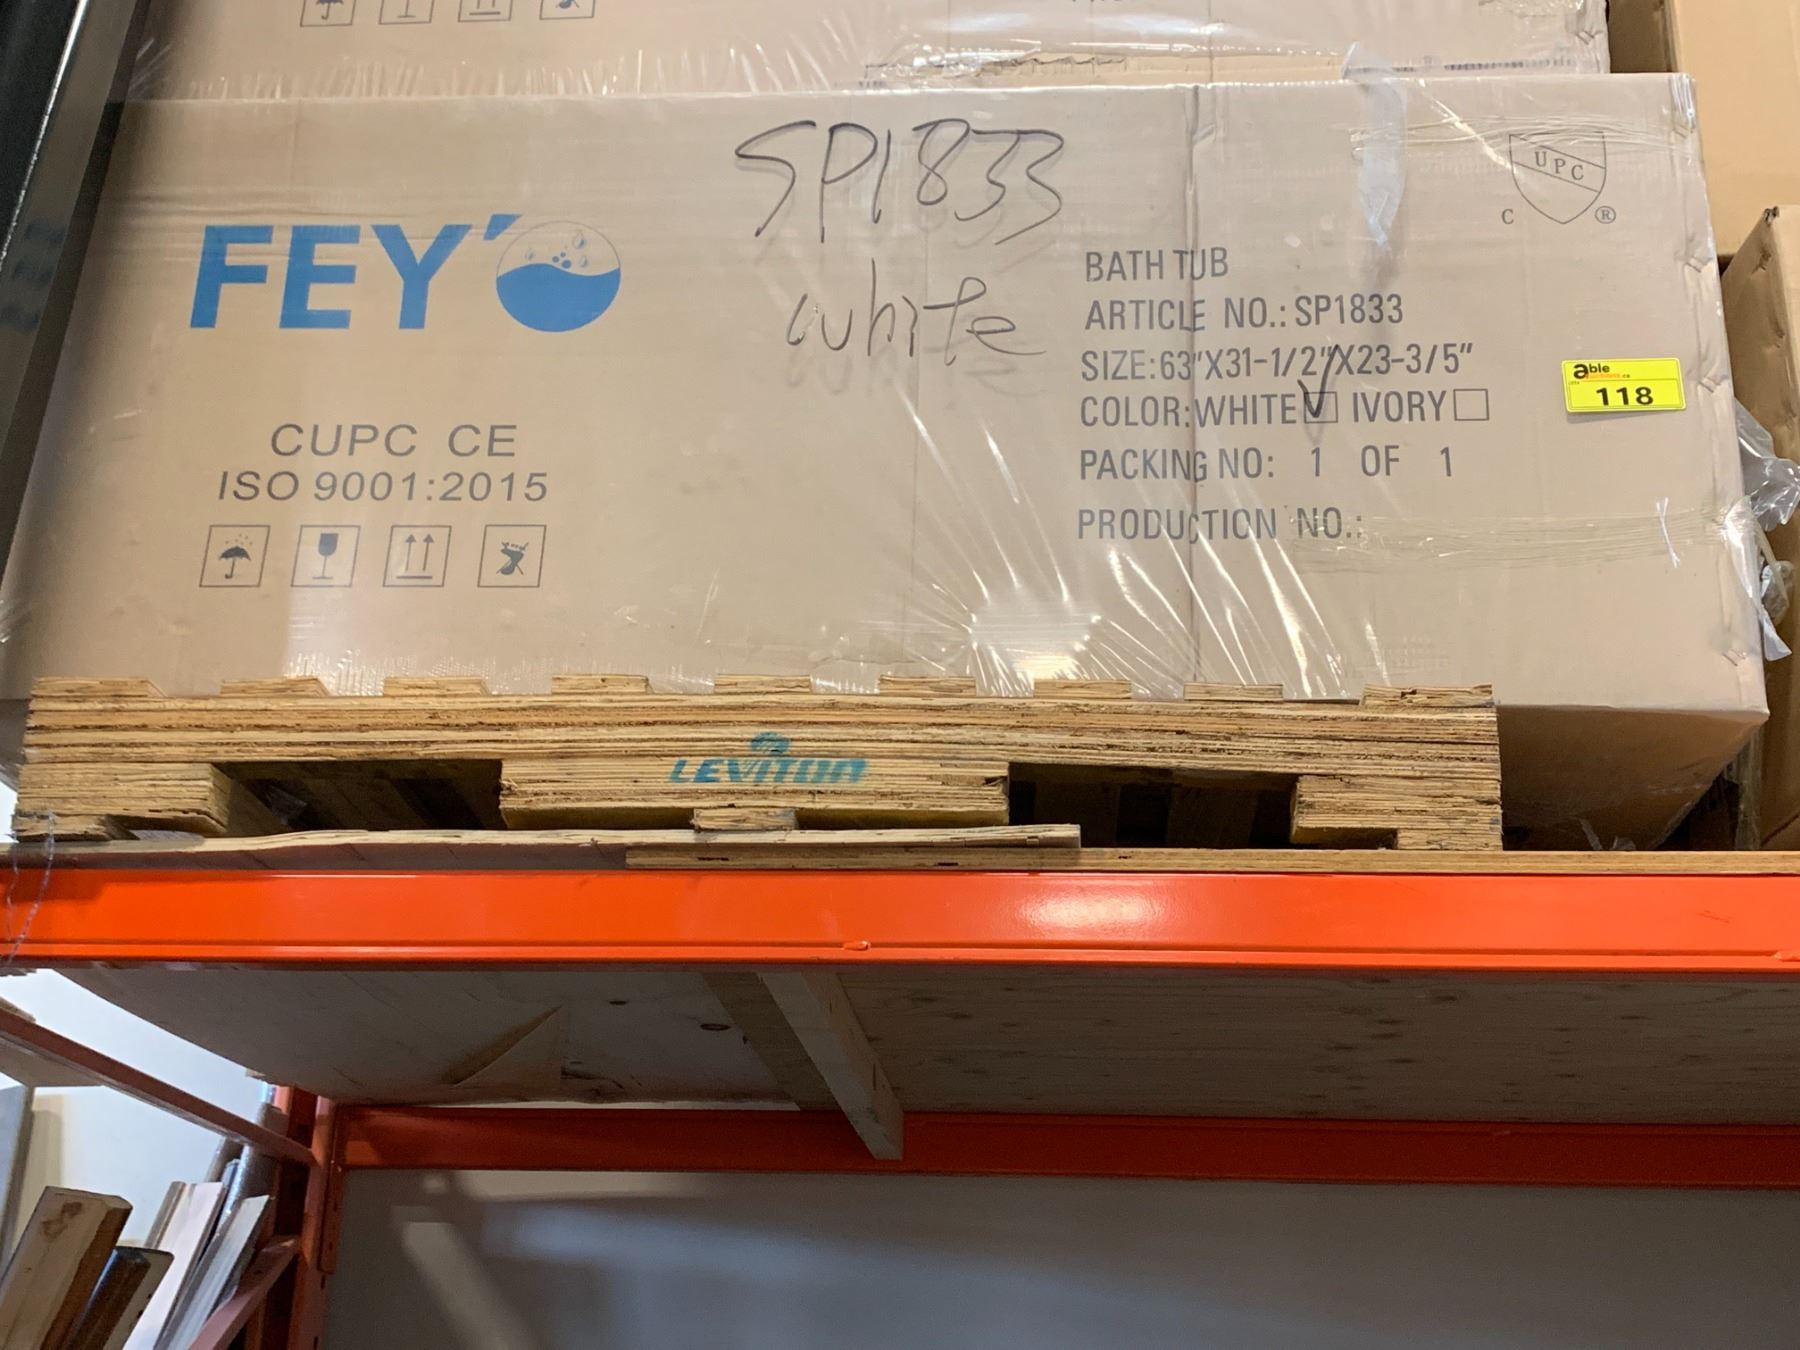 SP1833
white
FEY'O
UPC
C ®
BATH TUB
ARTICLE NO.: SP1833
SIZE:63"X31-1/2"X23-3/5"
COLOR:WHITE IVORY
PACKING NO: 1 OF 1
PRODUCTION NO.:
able
118
CUPC CE
ISO 9001:2015
LEVITON